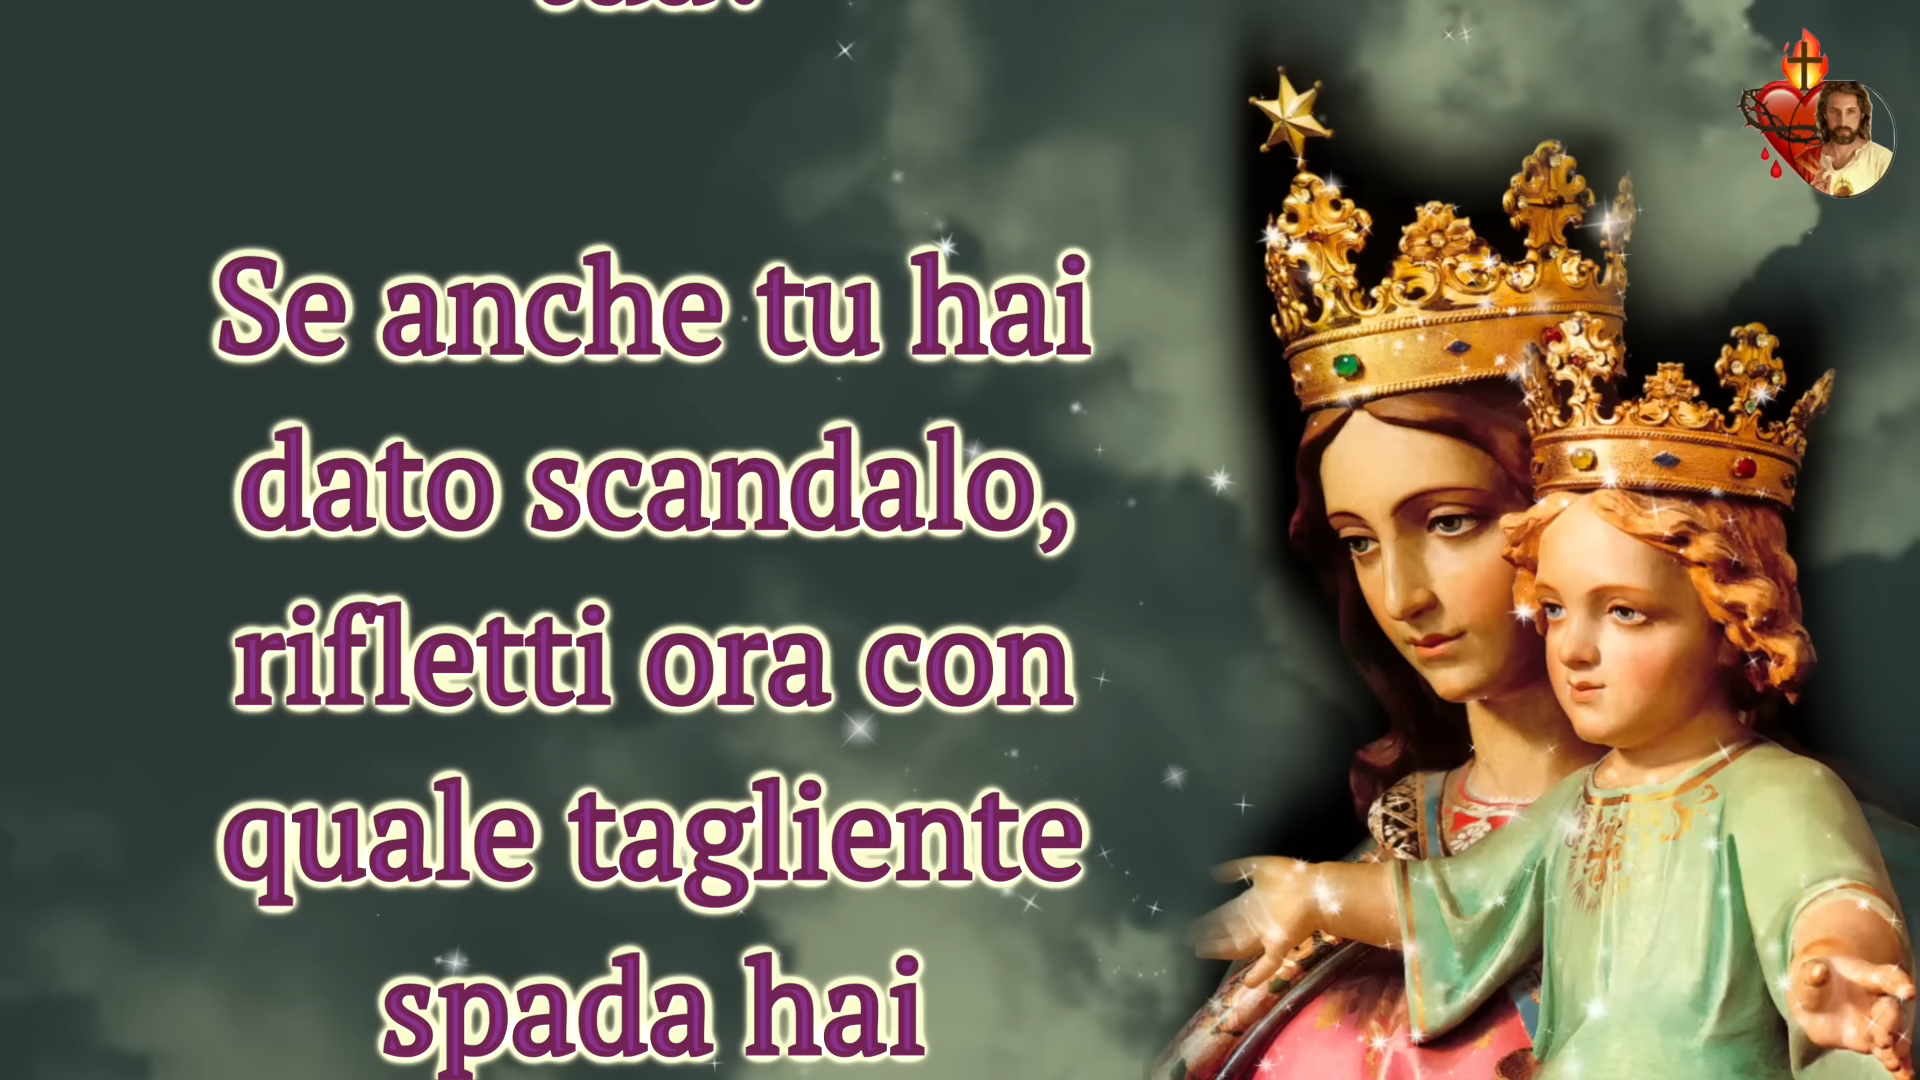 Se anche tu hai
dato scandalo,
rifletti ora con
quale tagliente
spada hai